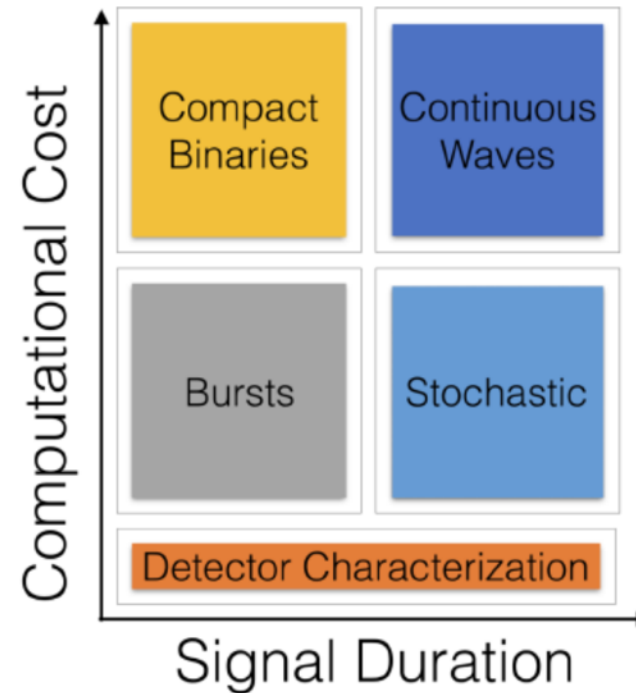 Computational Cost
Compact
Binaries
Continuous
Waves
Bursts
Stochastic
Detector Characterization
Signal Duration